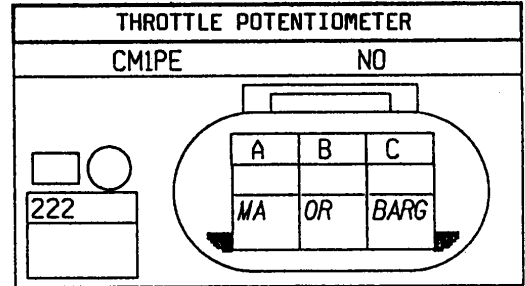 THROTTLE POTENTIOMETER
CM1PE NO
A B C
222 MA OR BARG